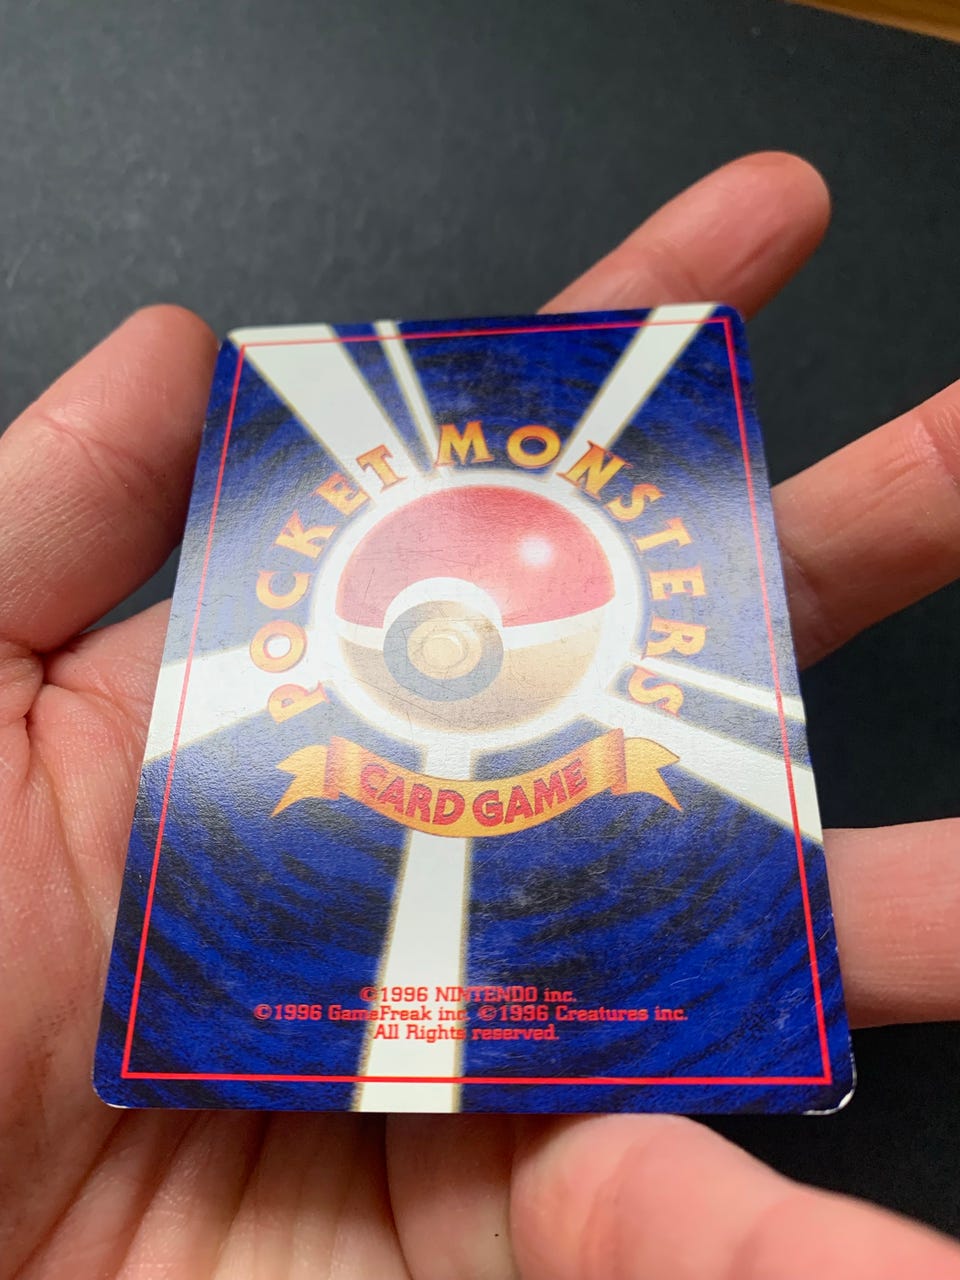 POCKET MONSTERS
CARD GAME
©1996 NINTENDO inc.
©1996 GameFreak inc. ©1996 Creatures inc.
All Rights reserved.